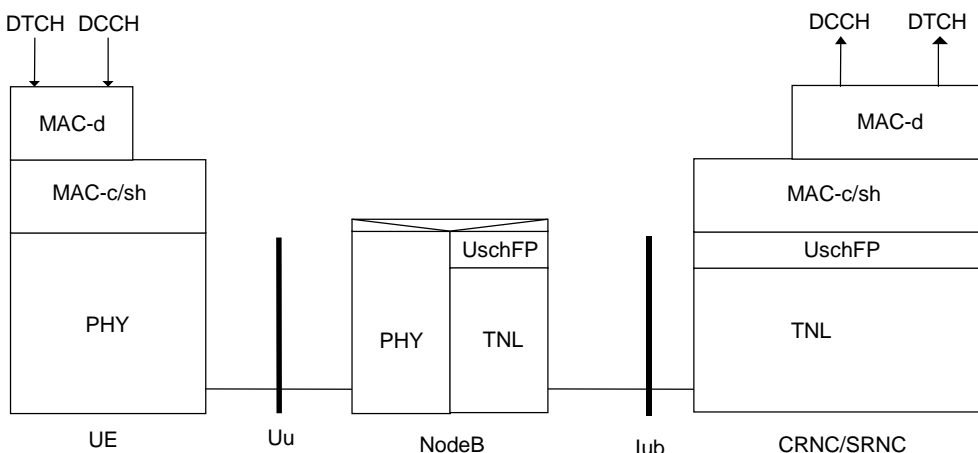 DTCH DCCH
DCCH DTCH
MAC-d
MAC-d
MAC-c/sh
MAC-c/sh
UschFP
UschFP
PHY
PHY
TNL
TNL
UE
Uu
NodeB
Iub
CRNC/SRNC